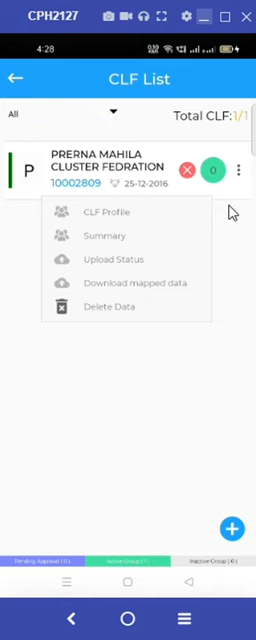 CPH2127
4:28
CLF List
All
Total CLF:1/1
P
PRERNA MAHILA
CLUSTER FEDRATION
10002809
25-12-2016
0
CLF Profile
Summary
Upload Status
Download mapped data
Delete Data
Pending Approval ( 0 )
Active Group ( 1 )
Inactive Group ( 0 )